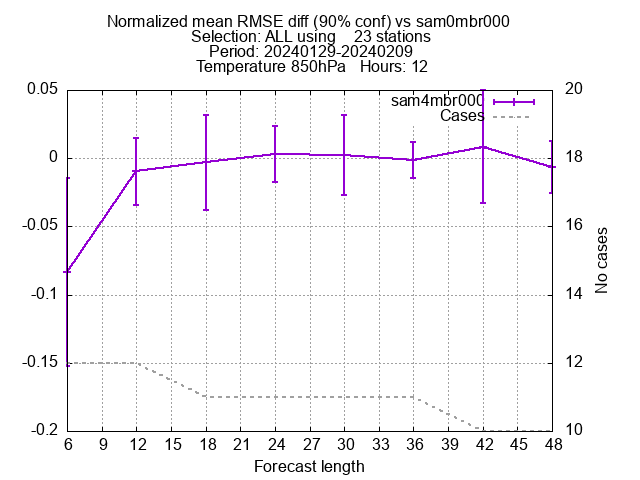 Normalized mean RMSE diff (90% conf) vs sam0mbr000
Selection: ALL using    23 stations
Period: 20240129-20240209
Temperature 850hPa   Hours: 12
sam4mbr000
Cases
0.05
0
-0.05
-0.1
-0.15
-0.2
20
18
16
14
12
10
No cases
6 9 12 15 18 21 24 27 30 33 36 39 42 45 48
Forecast length